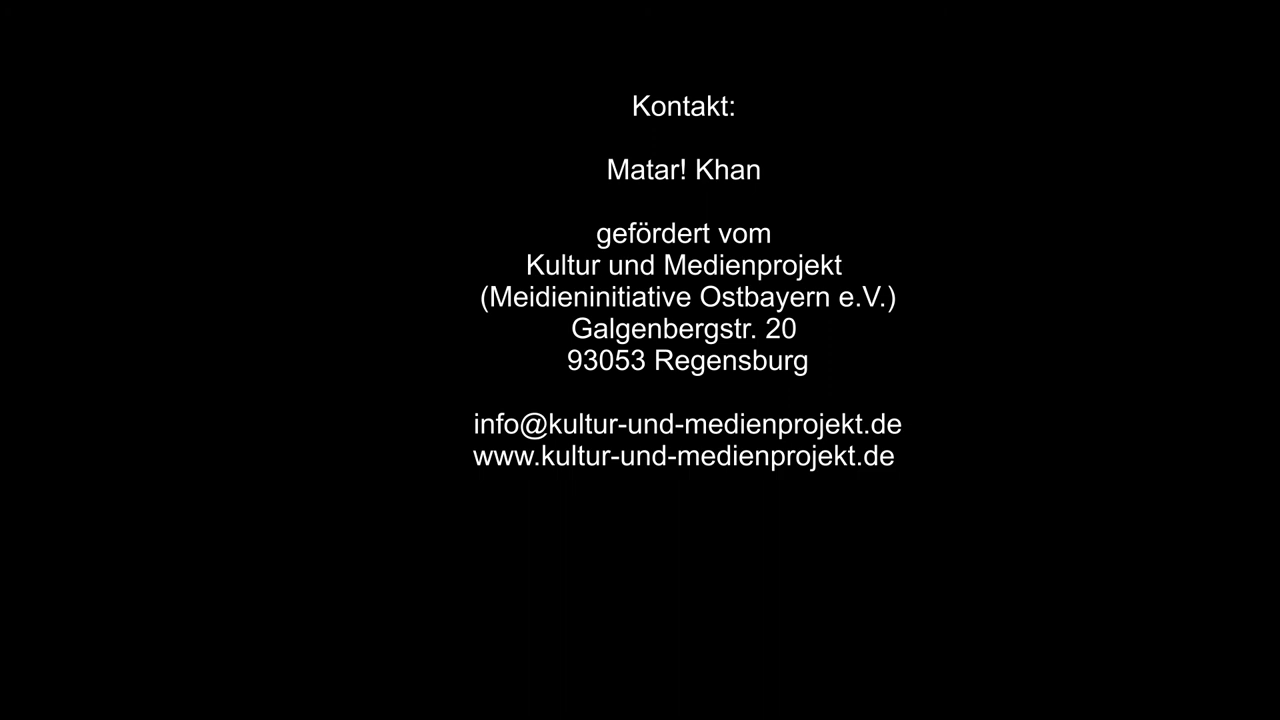 Kontakt:
Matar! Khan
gefördert vom
Kultur und Medienprojekt
(Meidieninitiative Ostbayern e.V.)
Galgenbergstr. 20
93053 Regensburg
info@kultur-und-medienprojekt.de
www.kultur-und-medienprojekt.de